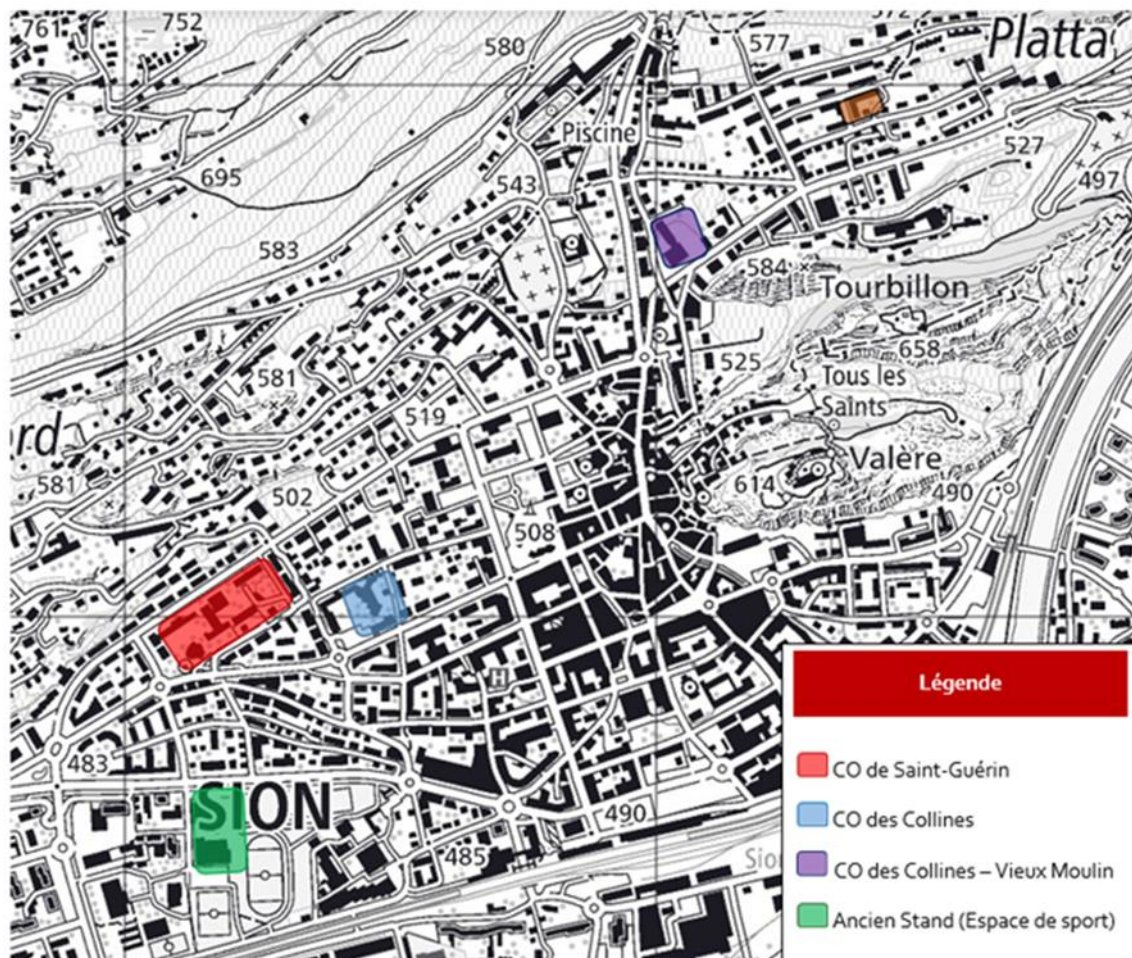 761
752
580
572
577
Platta
Piscine
527
695
543
497
583
584
Tourbillon
658
525
581
Tous les
Saints
519
rd
Valère
581
614
490
502
508
H
483
SION
490
485
Sion
Légende
CO de Saint-Guérin
CO des Collines
CO des Collines – Vieux Moulin
Ancien Stand (Espace de sport)